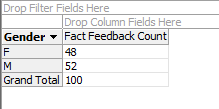 Drop Filter Fields Here
Drop Column Fields Here
Gender Fact Feedback Count
F 48
M 52
Grand Total 100